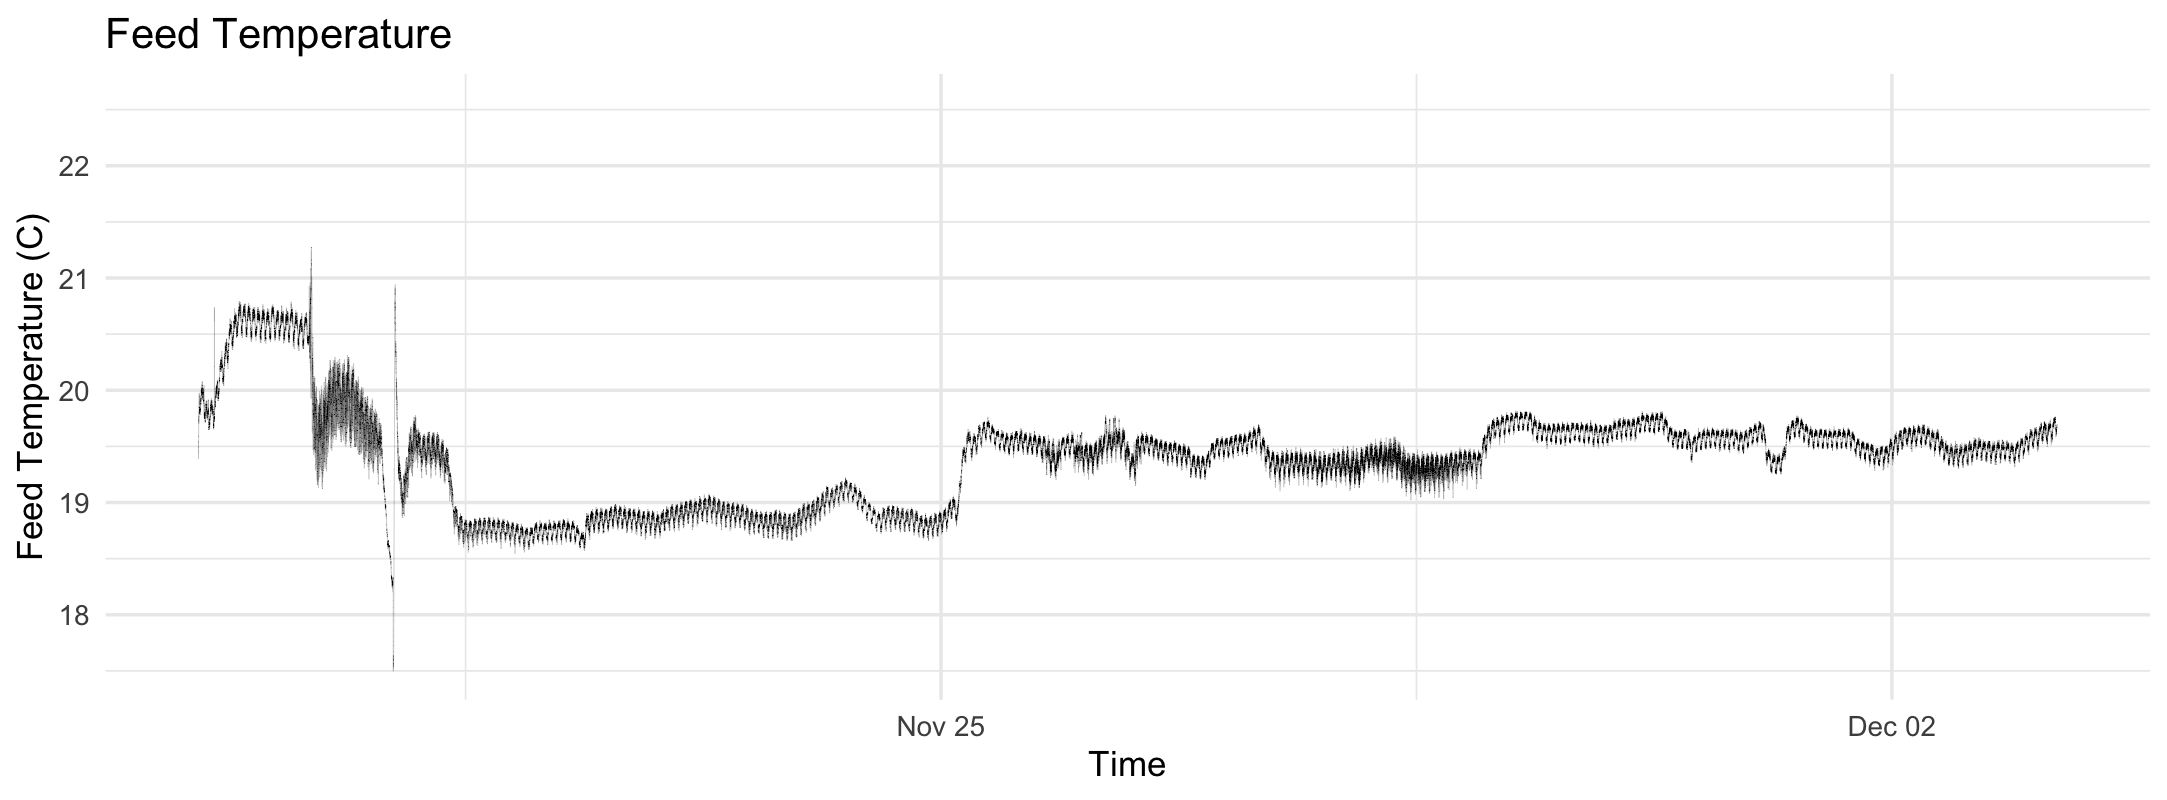 Feed Temperature
Feed Temperature (C)
22
21
20
19
18
Nov 25
Dec 02
Time